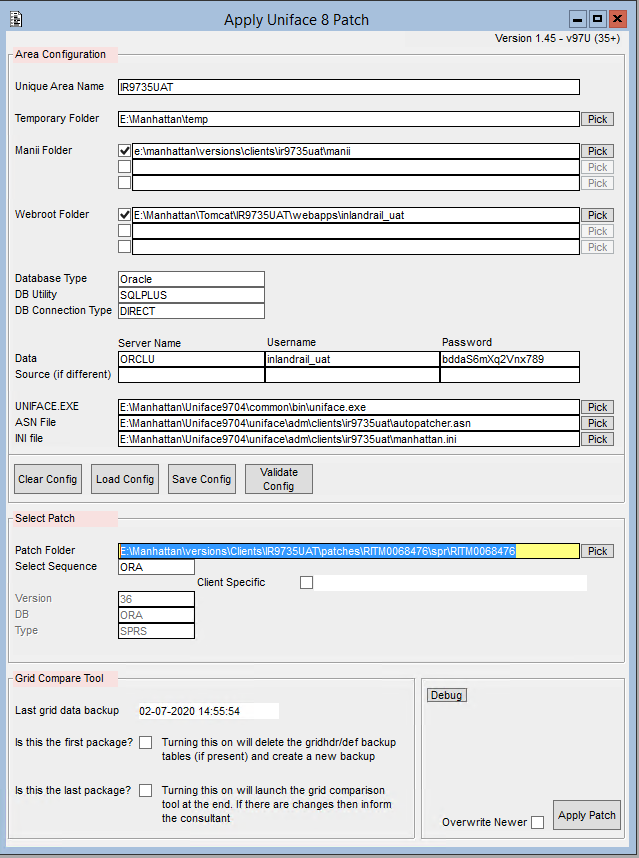 Apply Uniface 8 Patch
Version 1.45 - v97U (35+)
Area Configuration
Unique Area Name IR9735UAT
Temporary Folder E:\Manhattan\temp Pick
Manii Folder e:\manhattan\versions\clients\ir9735uat\manii Pick
Pick
Pick
Webroot Folder E:\Manhattan\Tomcat\IR9735UAT\webapps\inlandrail_uat Pick
Pick
Pick
Database Type Oracle
DB Utility SQLPLUS
DB Connection Type DIRECT
Server Name Username Password
Data ORCLU inlandrail_uat bddaS6mXq2Vnx789
Source (if different)
UNIFACE.EXE E:\Manhattan\Uniface9704\common\bin\uniface.exe Pick
ASN File E:\Manhattan\Uniface9704\uniface\adm\clients\ir9735uat\autopatcher.asn Pick
INI file E:\Manhattan\Uniface9704\uniface\adm\clients\ir9735uat\manhattan.ini Pick
Clear Config Load Config Save Config Validate
Config
Select Patch
Patch Folder E:\Manhattan\versions\Clients\IR9735UAT\patches\RITM0068476\spr\RITM0068476 Pick
Select Sequence ORA
Client Specific
Version 36
DB ORA
Type SPRS
Grid Compare Tool
Last grid data backup 02-07-2020 14:55:54
Is this the first package? Turning this on will delete the gridhdr/def backup
tables (if present) and create a new backup
Is this the last package? Turning this on will launch the grid comparison
tool at the end. If there are changes then inform
the consultant
Debug
Overwrite Newer Apply Patch